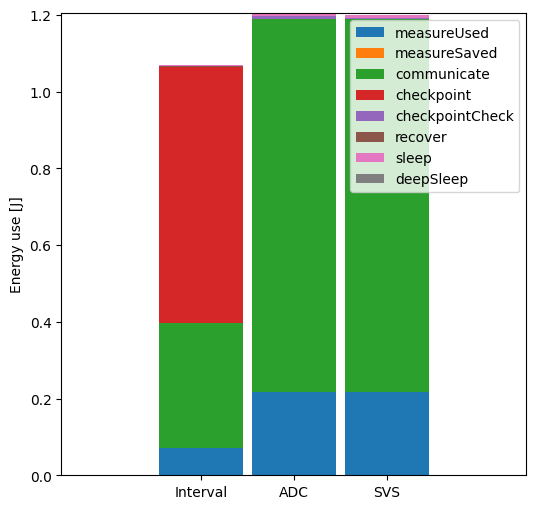 1.2
1.0
0.8
0.6
0.4
0.2
0.0
Energy use [J]
measureUsed
measureSaved
communicate
checkpoint
checkpointCheck
recover
sleep
deepSleep
Interval ADC SVS